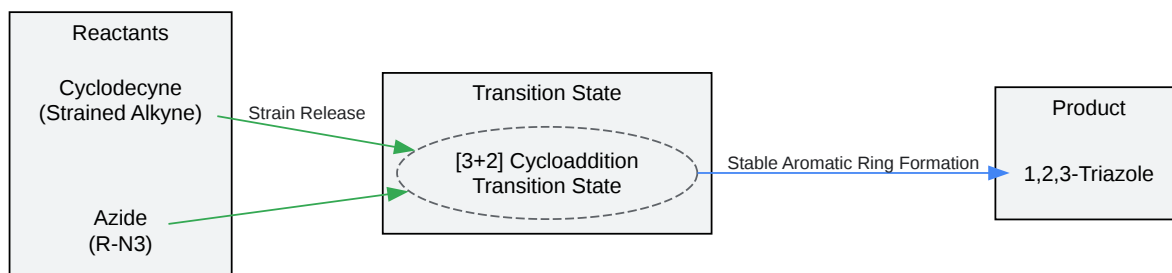 Reactants
Cyclodecyne
(Strained Alkyne)
Strain Release
Azide
(R-N3)
Transition State
[3+2] Cycloaddition
Transition State
Stable Aromatic Ring Formation
Product
1,2,3-Triazole